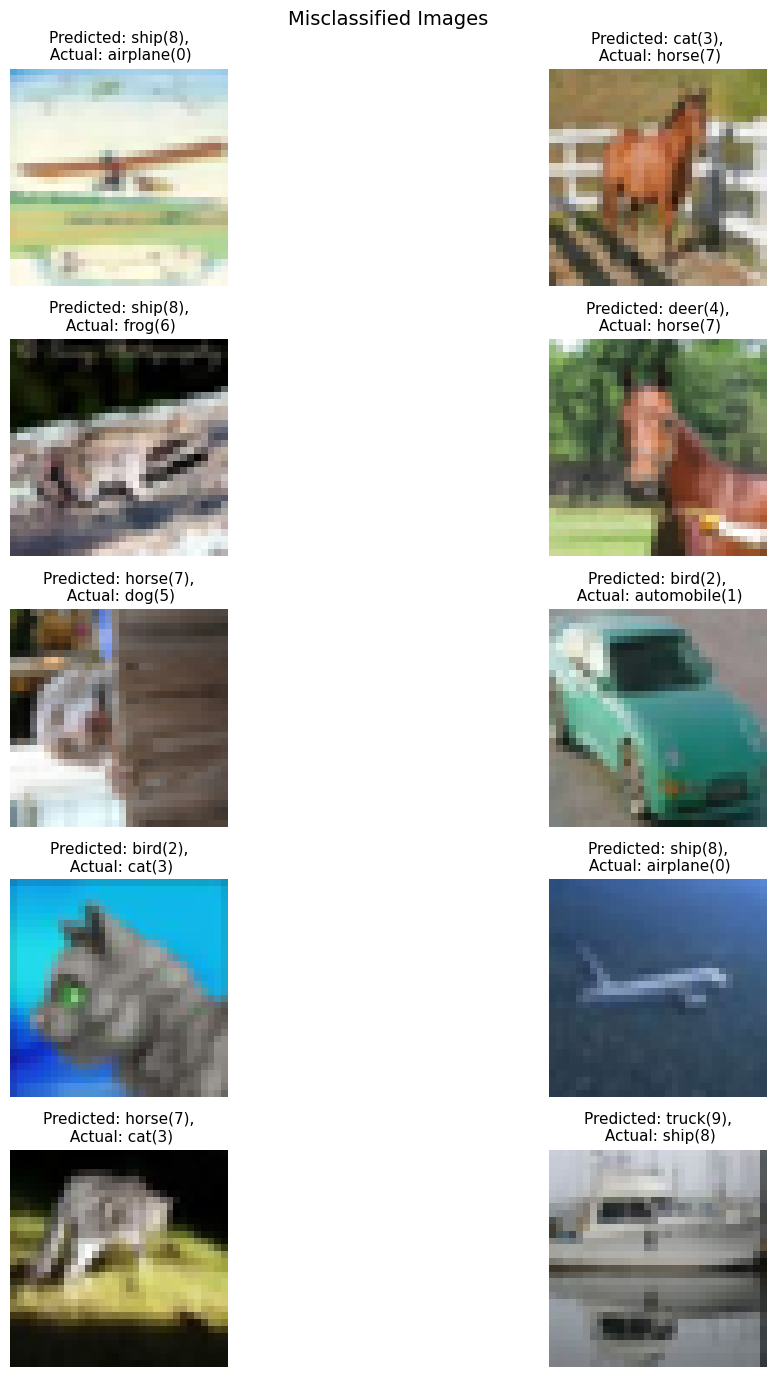 Misclassified Images
Predicted: ship(8),
Actual: airplane(0)
Predicted: cat(3),
Actual: horse(7)
Predicted: ship(8),
Actual: frog(6)
Predicted: deer(4),
Actual: horse(7)
Predicted: horse(7),
Actual: dog(5)
Predicted: bird(2),
Actual: automobile(1)
Predicted: bird(2),
Actual: cat(3)
Predicted: ship(8),
Actual: airplane(0)
Predicted: horse(7),
Actual: cat(3)
Predicted: truck(9),
Actual: ship(8)